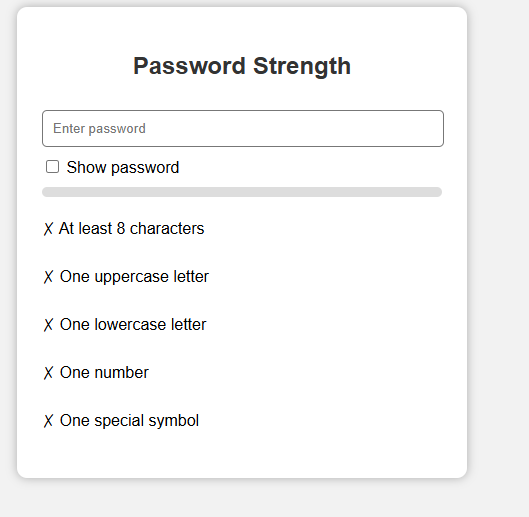 Password Strength
Enter password
Show password
✗ At least 8 characters
✗ One uppercase letter
✗ One lowercase letter
✗ One number
✗ One special symbol